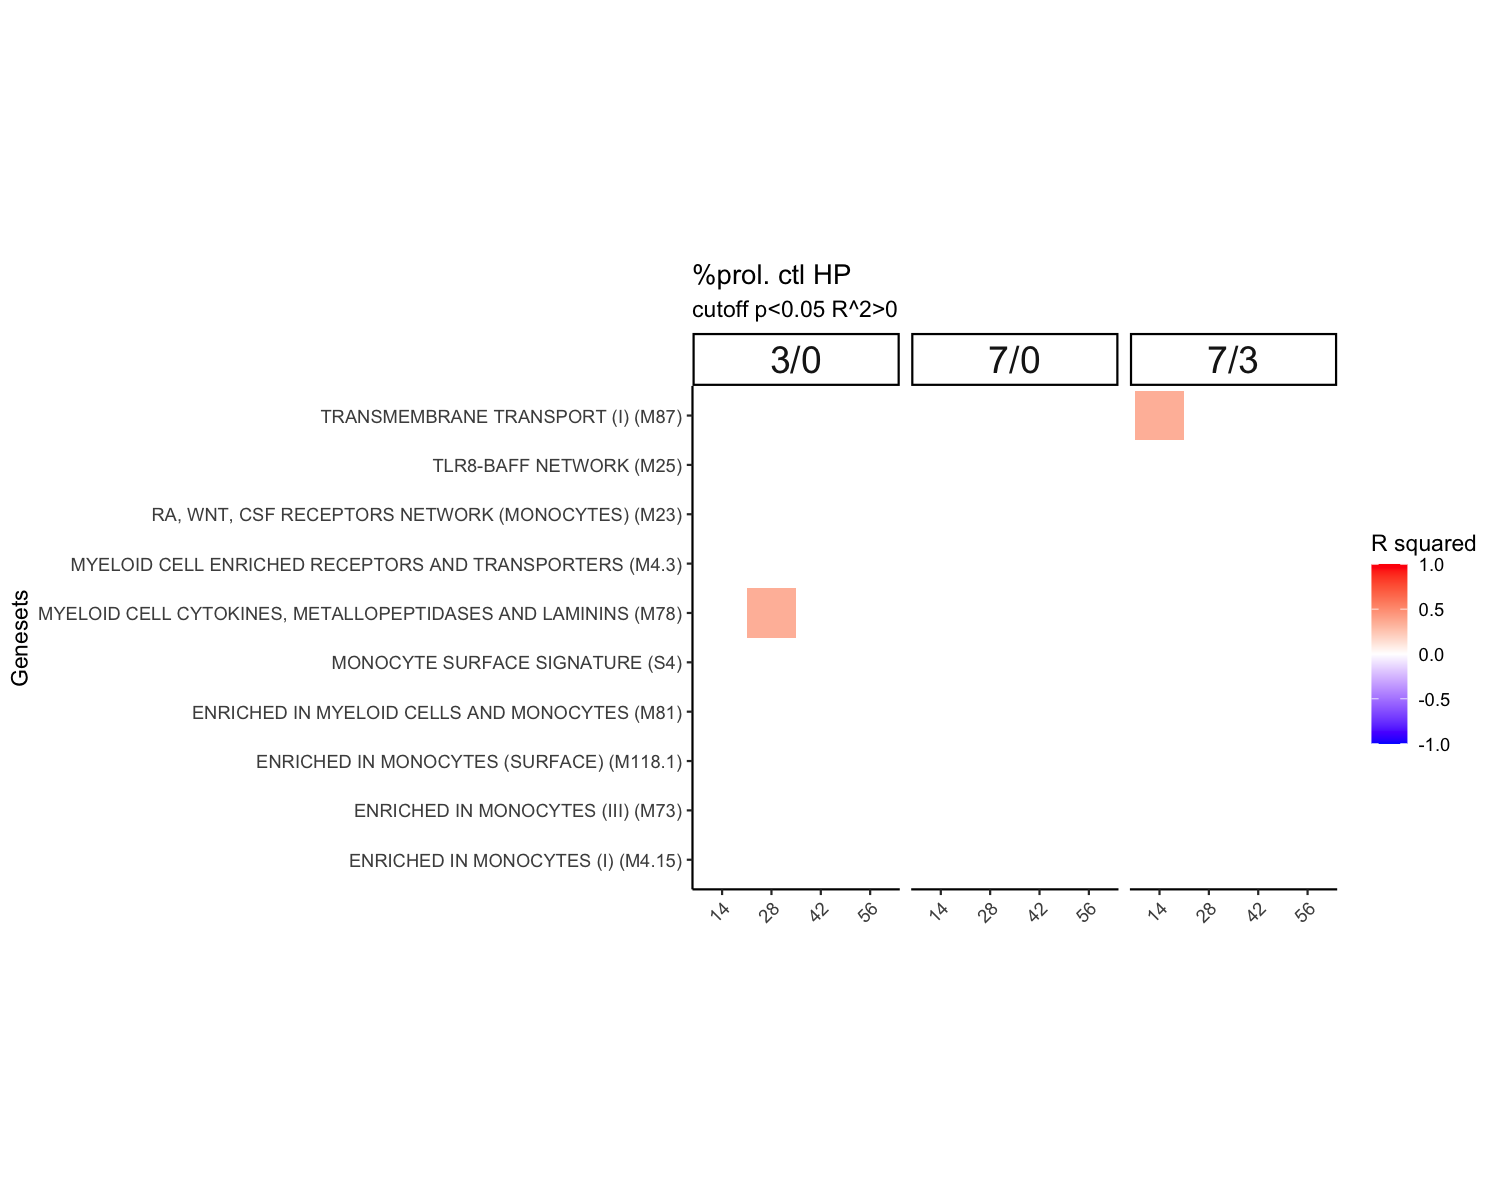 %prol. ctl HP
cutoff p<0.05 R^2>0
3/0 7/0 7/3
TRANSMEMBRANE TRANSPORT (I) (M87)
TLR8-BAFF NETWORK (M25)
RA, WNT, CSF RECEPTORS NETWORK (MONOCYTES) (M23)
MYELOID CELL ENRICHED RECEPTORS AND TRANSPORTERS (M4.3)
MYELOID CELL CYTOKINES, METALLOPEPTIDASES AND LAMININS (M78)
MONOCYTE SURFACE SIGNATURE (S4)
ENRICHED IN MYELOID CELLS AND MONOCYTES (M81)
ENRICHED IN MONOCYTES (SURFACE) (M118.1)
ENRICHED IN MONOCYTES (III) (M73)
ENRICHED IN MONOCYTES (I) (M4.15)
Genesets
14 28 42 56 14 28 42 56 14 28 42 56
R squared
1.0
0.5
0.0
-0.5
-1.0